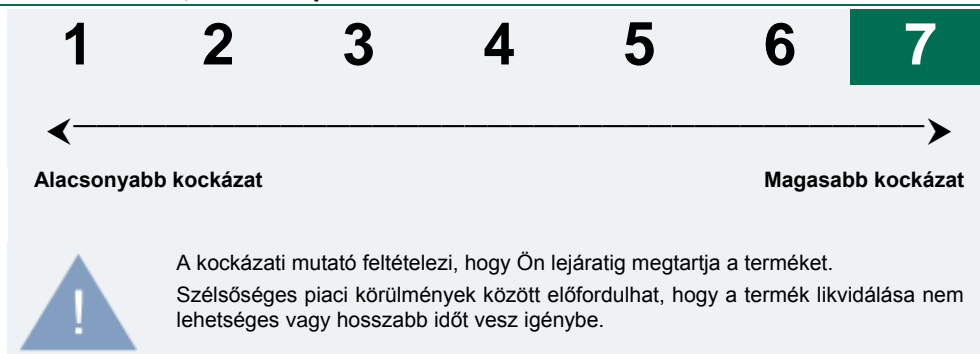 1 2 3 4 5 6 7
Alacsonyabb kockázat Magasabb kockázat
A kockázati mutató feltételezi, hogy Ön lejáratig megtartja a terméket.
Szélsőséges piaci körülmények között előfordulhat, hogy a termék likvidálása nem
lehetséges vagy hosszabb időt vesz igénybe.